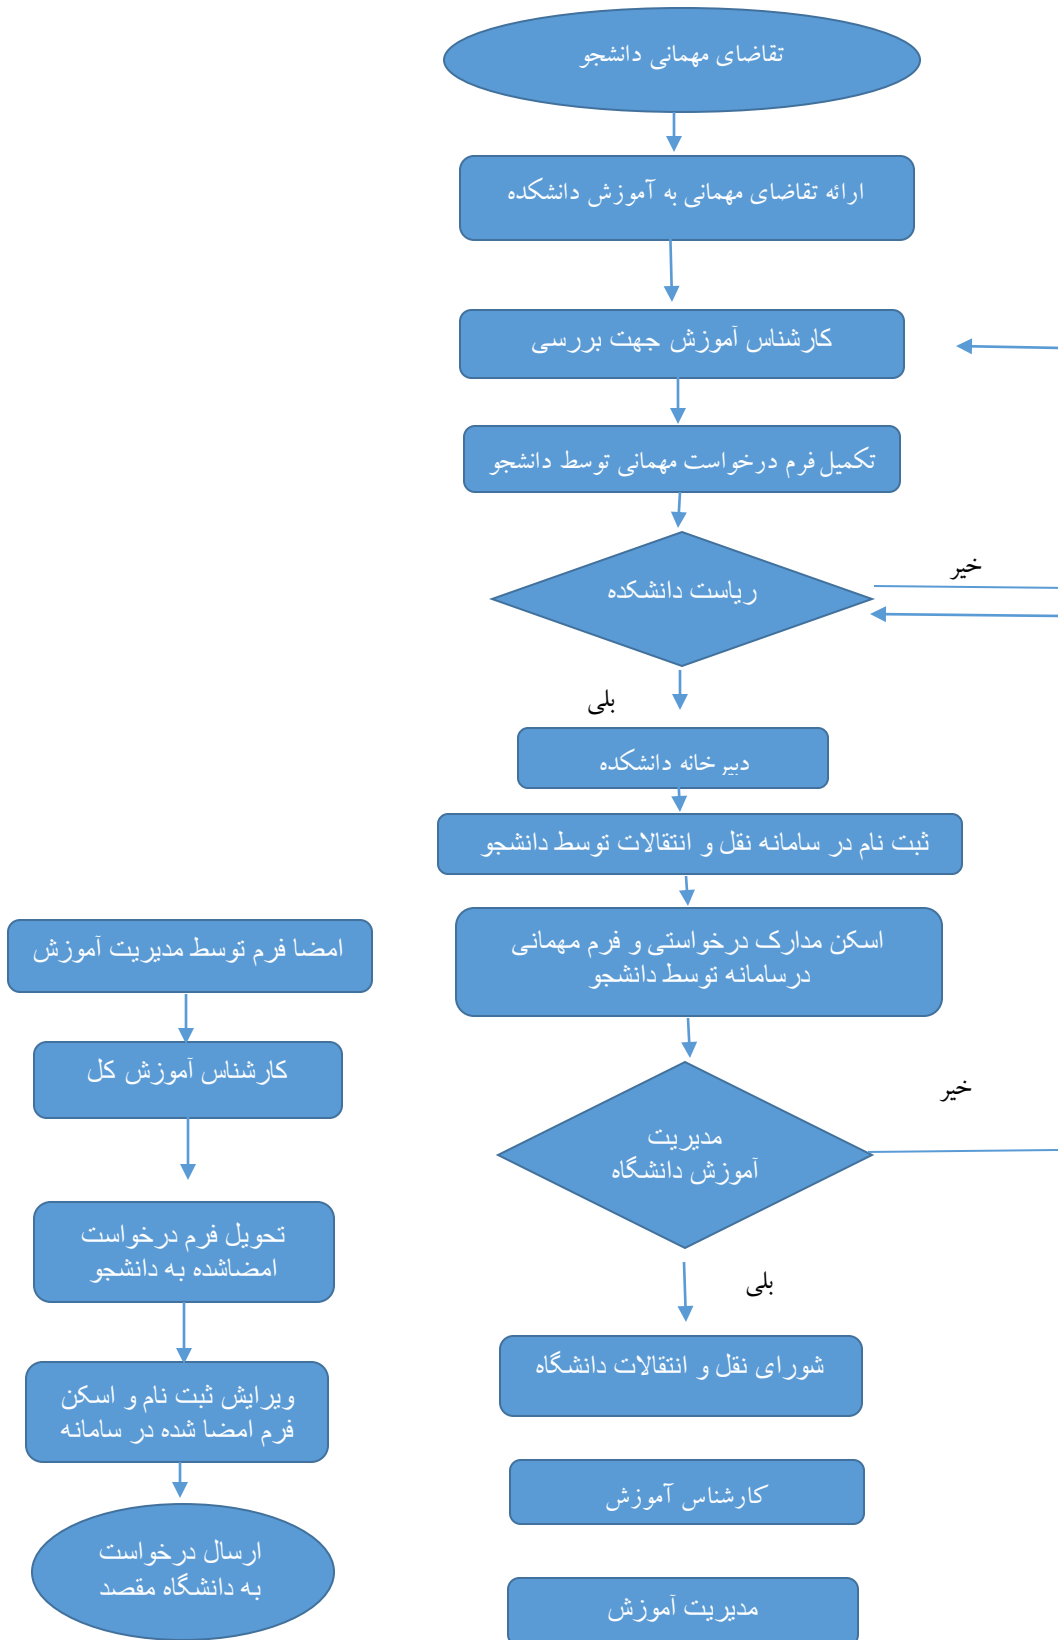 تقاضای مهمانی دانشجو
ارائه تقاضای مهمانی به آموزش دانشکده
کارشناس آموزش جهت بررسی
تکمیل فرم درخواست مهمانی توسط دانشجو
خیر
ریاست دانشکده
بلی
دبیرخانه دانشکده
ثبت نام در سامانه نقل و انتقالات توسط دانشجو
اسکن مدارک درخواستی و فرم مهمانی
درسامانه توسط دانشجو
خیر
مدیریت
آموزش دانشگاه
بلی
شورای نقل و انتقالات دانشگاه
کارشناس آموزش
مدیریت آموزش
امضا فرم توسط مدیریت آموزش
کارشناس آموزش کل
تحویل فرم درخواست
امضاشده به دانشجو
ویرایش ثبت نام و اسکن
فرم امضا شده در سامانه
ارسال درخواست
به دانشگاه مقصد